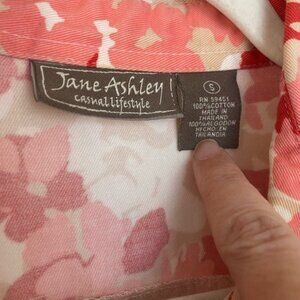 Jane Ashley
casual lifestyle
S
RN 59451
100% COTTON
MADE IN
THAILAND
100% ALGODON
HECHO EN
TAILANDIA